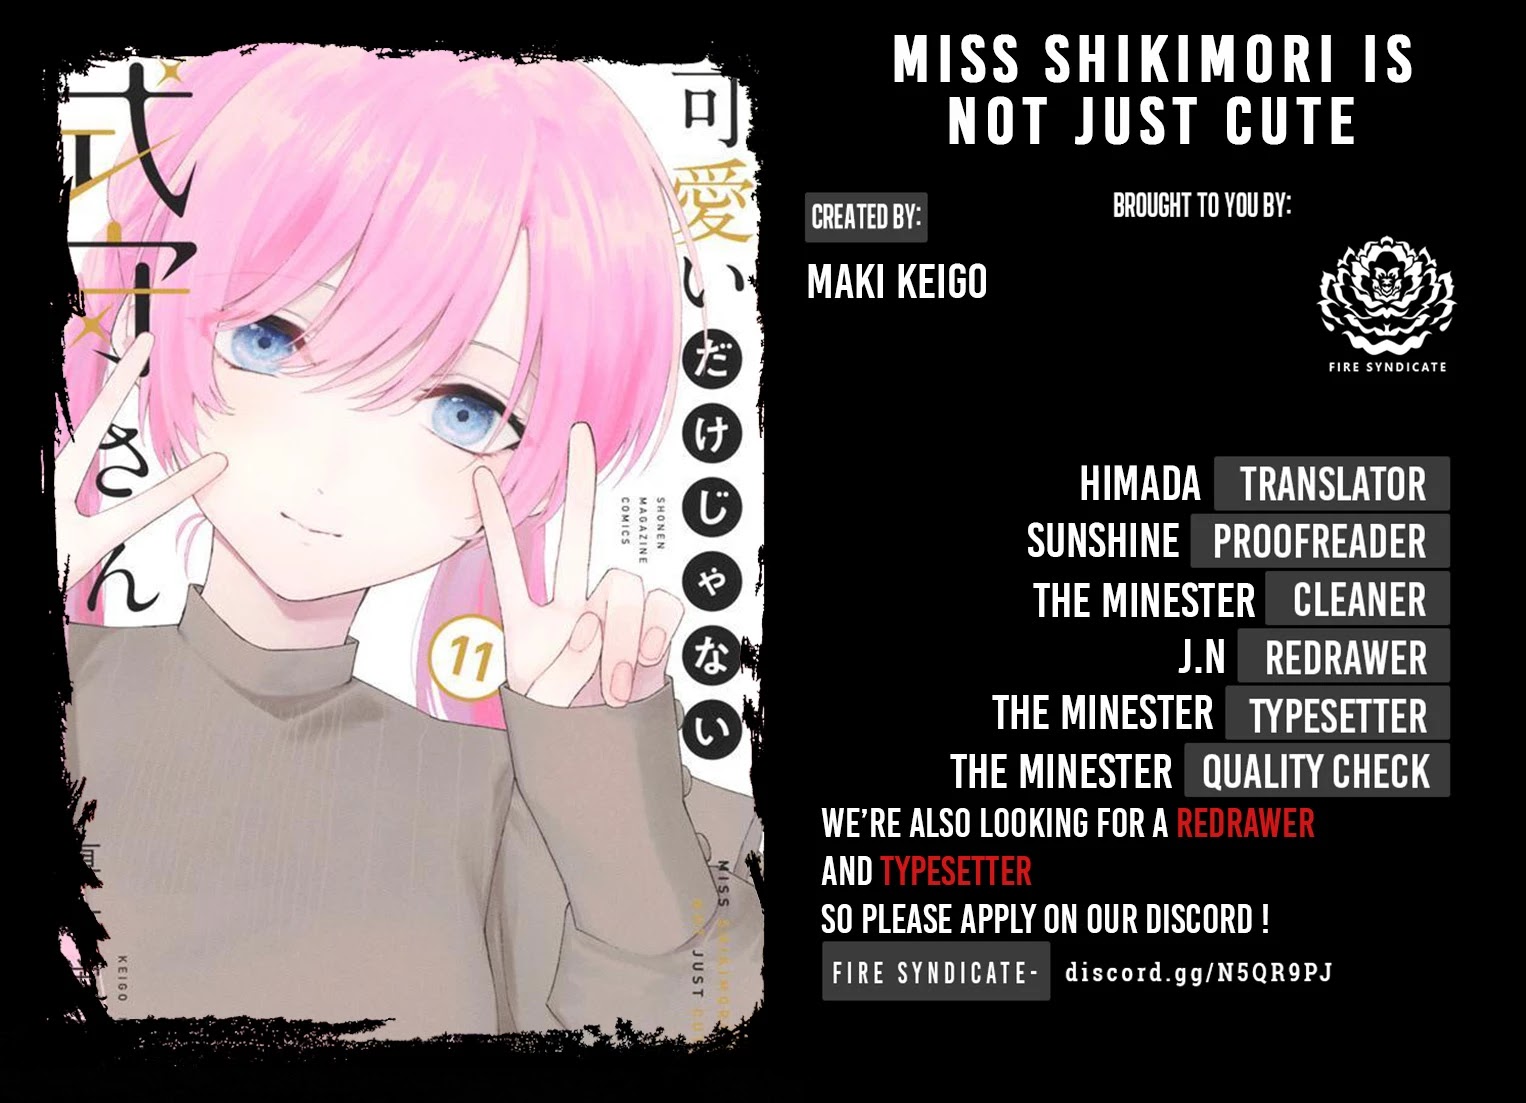 MISS SHIKIMORI IS
NOT JUST CUTE
CREATED BY:
MAKI KEIGO
BROUGHT TO YOU BY:
FIRE SYNDICATE
HIMADA TRANSLATOR
SUNSHINE PROOFREADER
THE MINESTER CLEANER
J.N REDRAWER
THE MINESTER TYPESETTER
THE MINESTER QUALITY CHECK
WE'RE ALSO LOOKING FOR A REDRAWER
AND TYPESETTER
SO PLEASE APPLY ON OUR DISCORD !
FIRE SYNDICATE- discord.gg/N5QR9PJ
可愛いだけじゃない
式守さん
11
SHONEN
MAGAZINE
COMICS
KEIGO
MISS SHIKIMORI
JUST